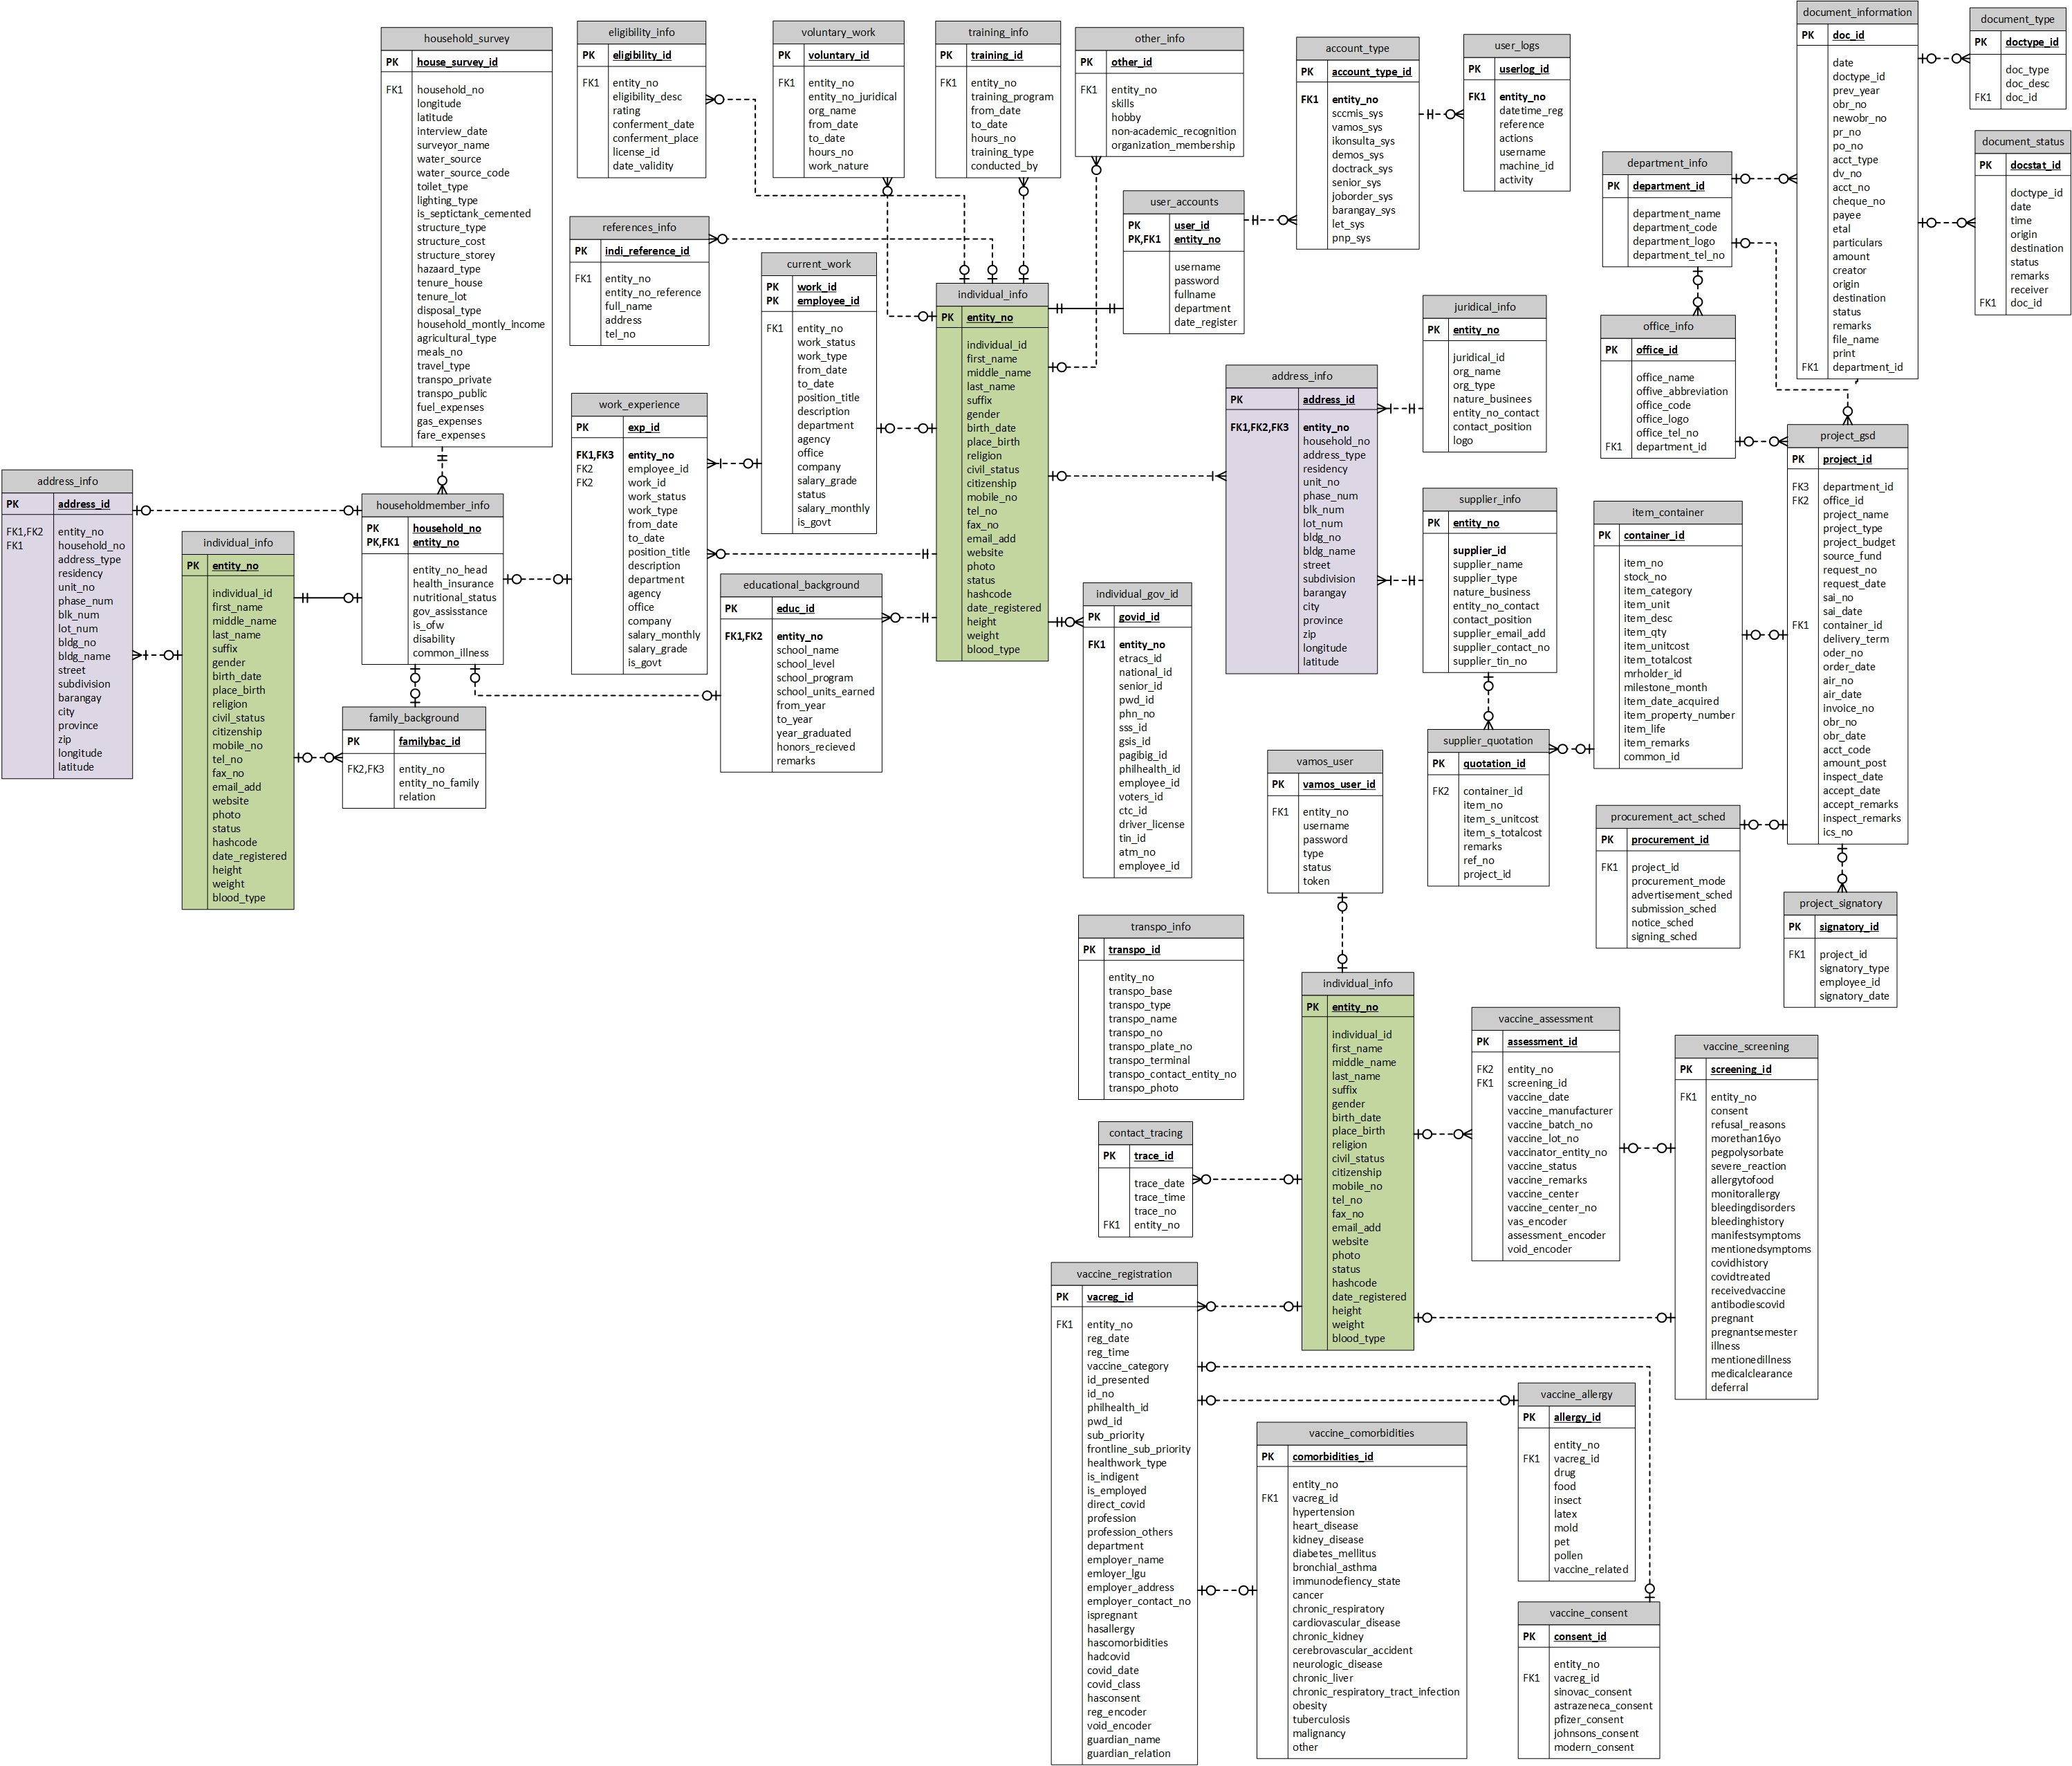 household_survey
PK house_survey_id
FK1 household_no
longitude
latitude
interview_date
surveyor_name
water_source
water_source_code
toilet_type
lighting_type
is_septictank_cemented
structure_type
structure_cost
structure_storey
hazaard_type
tenure_house
tenure_lot
disposal_type
household_montly_income
agricultural_type
meals_no
travel_type
transpo_private
transpo_public
fuel_expenses
gas_expenses
fare_expenses
eligibility_info
PK eligibility_id
FK1 entity_no
eligibility_desc
rating
conferment_date
conferment_place
license_id
date_validity
voluntary_work
PK voluntary_id
FK1 entity_no
entity_no_juridical
org_name
from_date
to_date
hours_no
work_nature
training_info
PK training_id
FK1 entity_no
training_program
from_date
to_date
hours_no
training_type
conducted_by
other_info
PK other_id
FK1 entity_no
skills
hobby
non-academic_recognition
organization_membership
account_type
PK account_type_id
FK1 entity_no
sccmis_sys
vamos_sys
ikonsulta_sys
demos_sys
doctrack_sys
senior_sys
joborder_sys
barangay_sys
let_sys
pnp_sys
user_logs
PK userlog_id
FK1 entity_no
datetime_reg
reference
actions
username
machine_id
activity
document_information
PK doc_id
date
doctype_id
prev_year
obr_no
newobr_no
pr_no
po_no
acct_type
dv_no
acct_no
cheque_no
payee
etal
particulars
amount
creator
origin
destination
status
remarks
file_name
print
FK1 department_id
document_type
PK doctype_id
doc_type
doc_desc
FK1 doc_id
document_status
PK docstat_id
doctype_id
date
time
origin
destination
status
remarks
receiver
FK1 doc_id
department_info
PK department_id
department_name
department_code
department_logo
department_tel_no
references_info
PK indi_reference_id
FK1 entity_no
entity_no_reference
full_name
address
tel_no
current_work
PK work_id
PK employee_id
FK1 entity_no
work_status
work_type
from_date
to_date
position_title
description
department
agency
office
company
salary_grade
status
salary_monthly
is_govt
user_accounts
PK user_id
PK,FK1 entity_no
username
password
fullname
department
date_register
individual_info
PK entity_no
individual_id
first_name
middle_name
last_name
suffix
gender
birth_date
place_birth
religion
civil_status
citizenship
mobile_no
tel_no
fax_no
email_add
website
photo
status
hashcode
date_registered
height
weight
blood_type
juridical_info
PK entity_no
juridical_id
org_name
org_type
nature_businees
entity_no_contact
contact_position
logo
office_info
PK office_id
office_name
offive_abbreviation
office_code
office_logo
office_tel_no
FK1 department_id
address_info
PK address_id
FK1,FK2,FK3 entity_no
household_no
address_type
residency
unit_no
phase_num
blk_num
lot_num
bldg_no
bldg_name
street
subdivision
barangay
city
province
zip
longitude
latitude
work_experience
PK exp_id
FK1,FK3 entity_no
FK2 employee_id
FK2 work_id
work_status
work_type
from_date
to_date
position_title
description
department
agency
office
company
salary_monthly
salary_grade
is_govt
project_gsd
PK project_id
FK3 department_id
FK2 office_id
project_name
project_type
project_budget
source_fund
request_no
request_date
sai_no
sai_date
FK1 container_id
delivery_term
oder_no
order_date
air_no
air_date
invoice_no
obr_no
obr_date
acct_code
amount_post
inspect_date
accept_date
accept_remarks
inspect_remarks
ics_no
address_info
PK address_id
FK1,FK2 entity_no
FK1 household_no
address_type
residency
unit_no
phase_num
blk_num
lot_num
bldg_no
bldg_name
street
subdivision
barangay
city
province
zip
longitude
latitude
individual_info
PK entity_no
individual_id
first_name
middle_name
last_name
suffix
gender
birth_date
place_birth
religion
civil_status
citizenship
mobile_no
tel_no
fax_no
email_add
website
photo
status
hashcode
date_registered
height
weight
blood_type
householdmember_info
PK household_no
PK,FK1 entity_no
entity_no_head
health_insurance
nutritional_status
gov_assisstance
is_ofw
disability
common_illness
family_background
PK familybac_id
FK2,FK3 entity_no
entity_no_family
relation
educational_background
PK educ_id
FK1,FK2 entity_no
school_name
school_level
school_program
school_units_earned
from_year
to_year
year_graduated
honors_recieved
remarks
individual_gov_id
PK govid_id
FK1 entity_no
etracs_id
national_id
senior_id
pwd_id
phn_no
sss_id
gsis_id
pagibig_id
philhealth_id
employee_id
voters_id
ctc_id
driver_license
tin_id
atm_no
employee_id
supplier_info
PK entity_no
supplier_id
supplier_name
supplier_type
nature_business
entity_no_contact
contact_position
supplier_email_add
supplier_contact_no
supplier_tin_no
item_container
PK container_id
item_no
stock_no
item_category
item_unit
item_desc
item_qty
item_unitcost
item_totalcost
mrholder_id
milestone_month
item_date_acquired
item_property_number
item_life
item_remarks
common_id
supplier_quotation
PK quotation_id
FK2 container_id
item_no
item_s_unitcost
item_s_totalcost
remarks
ref_no
project_id
vamos_user
PK vamos_user_id
FK1 entity_no
username
password
type
status
token
procurement_act_sched
PK procurement_id
FK1 project_id
procurement_mode
advertisement_sched
submission_sched
notice_sched
signing_sched
project_signatory
PK signatory_id
FK1 project_id
signatory_type
employee_id
signatory_date
transpo_info
PK transpo_id
entity_no
transpo_base
transpo_type
transpo_name
transpo_no
transpo_plate_no
transpo_terminal
transpo_contact_entity_no
transpo_photo
individual_info
PK entity_no
individual_id
first_name
middle_name
last_name
suffix
gender
birth_date
place_birth
religion
civil_status
citizenship
mobile_no
tel_no
fax_no
email_add
website
photo
status
hashcode
date_registered
height
weight
blood_type
vaccine_assessment
PK assessment_id
FK2 entity_no
FK1 screening_id
vaccine_date
vaccine_manufacturer
vaccine_batch_no
vaccine_lot_no
vaccinator_entity_no
vaccine_status
vaccine_remarks
vaccine_center
vaccine_center_no
vas_encoder
assessment_encoder
void_encoder
vaccine_screening
PK screening_id
FK1 entity_no
consent
refusal_reasons
morethan16yo
pegpolysorbate
severe_reaction
allergytofood
monitorallergy
bleedingdisorders
bleedinghistory
manifestsymptoms
mentionedsymptoms
covidhistory
covidtreated
receivedvaccine
antibodiescovid
pregnant
pregnantsemester
illness
mentionedillness
medicalclearance
deferral
contact_tracing
PK trace_id
trace_date
trace_time
trace_no
FK1 entity_no
vaccine_registration
PK vacreg_id
FK1 entity_no
reg_date
reg_time
vaccine_category
id_presented
id_no
philhealth_id
pwd_id
sub_priority
frontline_sub_priority
healthwork_type
is_indigent
is_employed
direct_covid
profession
profession_others
department
employer_name
emloyer_lgu
employer_address
employer_contact_no
ispregnant
hasallergy
hascomorbidities
hadcovid
covid_date
covid_class
hasconsent
reg_encoder
void_encoder
guardian_name
guardian_relation
vaccine_comorbidities
PK comorbidities_id
entity_no
FK1 vacreg_id
hypertension
heart_disease
kidney_disease
diabetes_mellitus
bronchial_asthma
immunodefiency_state
cancer
chronic_respiratory
cardiovascular_disease
chronic_kidney
cerebrovascular_accident
neurologic_disease
chronic_liver
chronic_respiratory_tract_infection
obesity
tuberculosis
malignancy
other
vaccine_allergy
PK allergy_id
entity_no
FK1 vacreg_id
drug
food
insect
latex
mold
pet
pollen
vaccine_related
vaccine_consent
PK consent_id
entity_no
FK1 vacreg_id
sinovac_consent
astrazeneca_consent
pfizer_consent
johnsons_consent
modern_consent